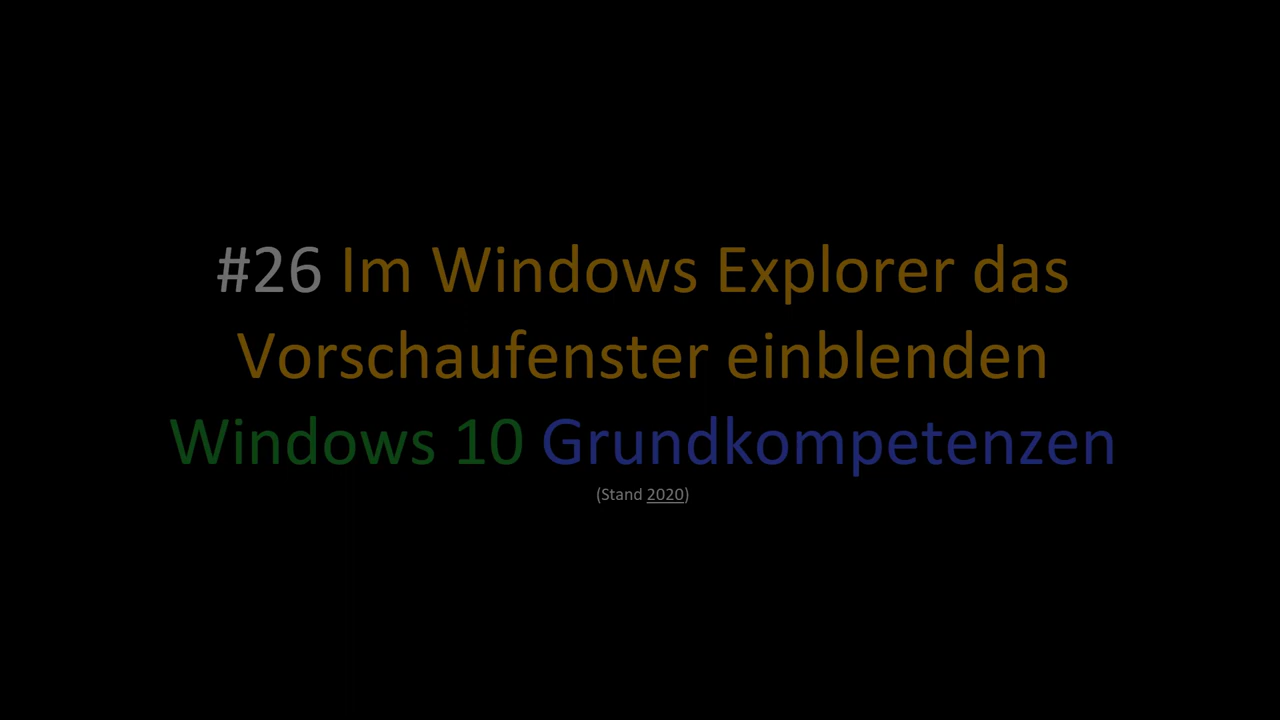 #26 Im Windows Explorer das
Vorschaufenster einblenden
Windows 10 Grundkompetenzen
(Stand 2020)